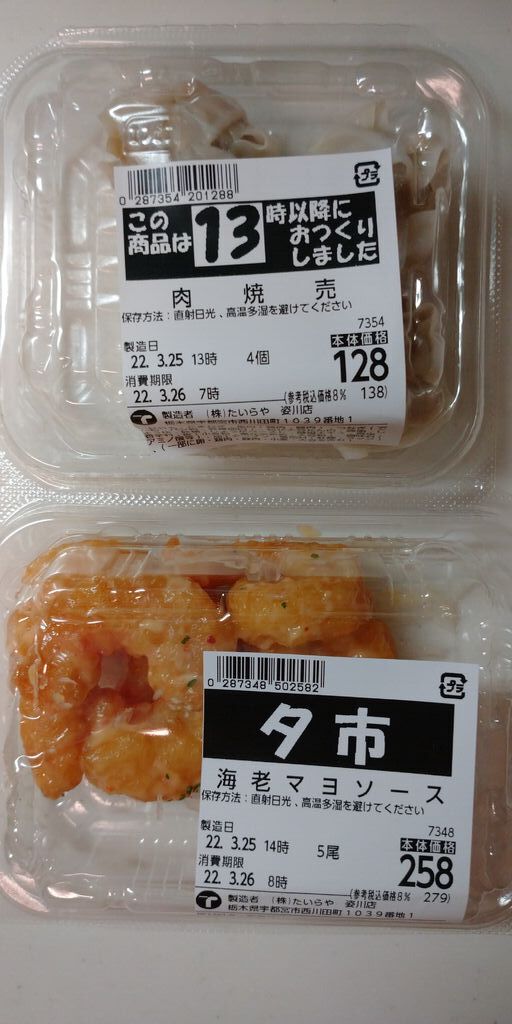 プラ
0 287354 201288
この商品は 13 時以降におつくりしました
肉焼売
保存方法：直射日光、高温多湿を避けてください
7354
製造日
22. 3.25 13時 4個
本体価格
128
消費期限
22. 3.26 7時
(参考税込価格8% 138)
製造者 (株)たいらや 姿川店
栃木県宇都宮市西川田町1039番地1
プラ
0 287348 502582
夕市
海老マヨソース
保存方法：直射日光、高温多湿を避けてください
7348
製造日
22. 3.25 14時 5尾
本体価格
258
消費期限
22. 3.26 8時
(参考税込価格8% 279)
製造者 (株)たいらや 姿川店
栃木県宇都宮市西川田町1039番地1